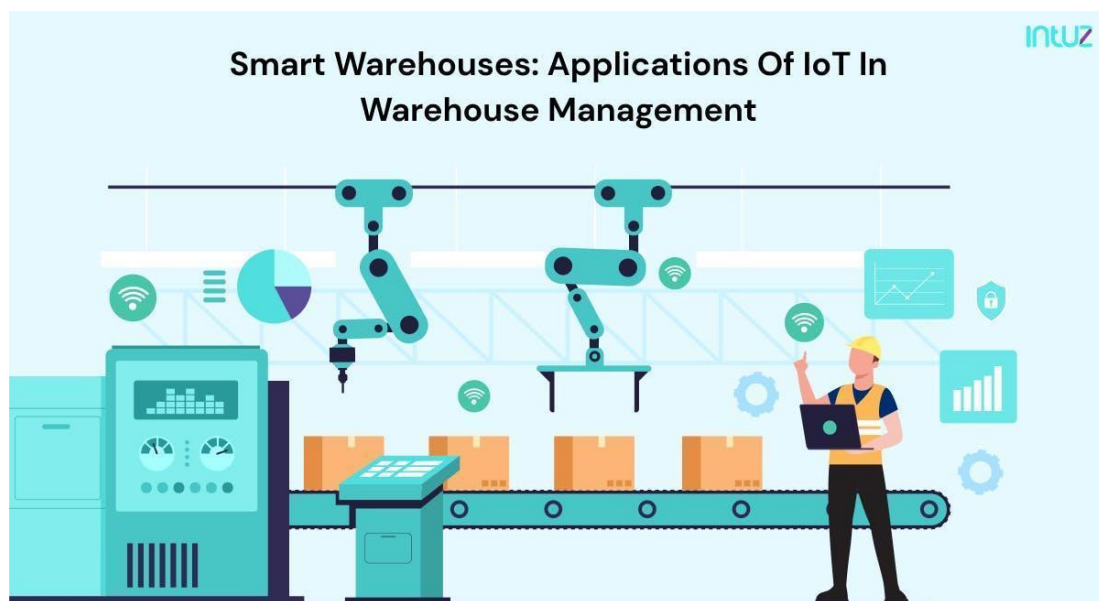 INTUZ
Smart Warehouses: Applications Of IoT In
Warehouse Management